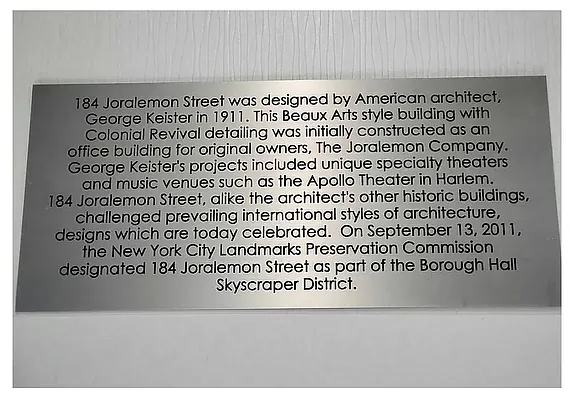 184 Joralemon Street was designed by American architect,
George Keister in 1911. This Beaux Arts style building with
Colonial Revival detailing was initially constructed as an
office building for original owners, The Joralemon Company.
George Keister's projects included unique specialty theaters
and music venues such as the Apollo Theater in Harlem.
184 Joralemon Street, alike the architect's other historic buildings,
challenged prevailing international styles of architecture,
designs which are today celebrated. On September 13, 2011,
the New York City Landmarks Preservation Commission
designated 184 Joralemon Street as part of the Borough Hall
Skyscraper District.